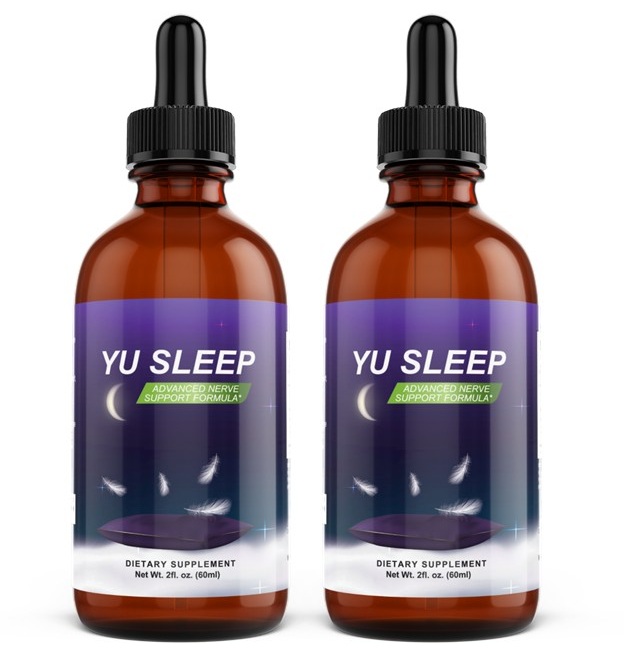 YU SLEEP
ADVANCED NERVE
SUPPORT FORMULA*
DIETARY SUPPLEMENT
Net Wt. 2fl. oz. (60ml)
YU SLEEP
ADVANCED NERVE
SUPPORT FORMULA*
DIETARY SUPPLEMENT
Net Wt. 2fl. oz. (60ml)